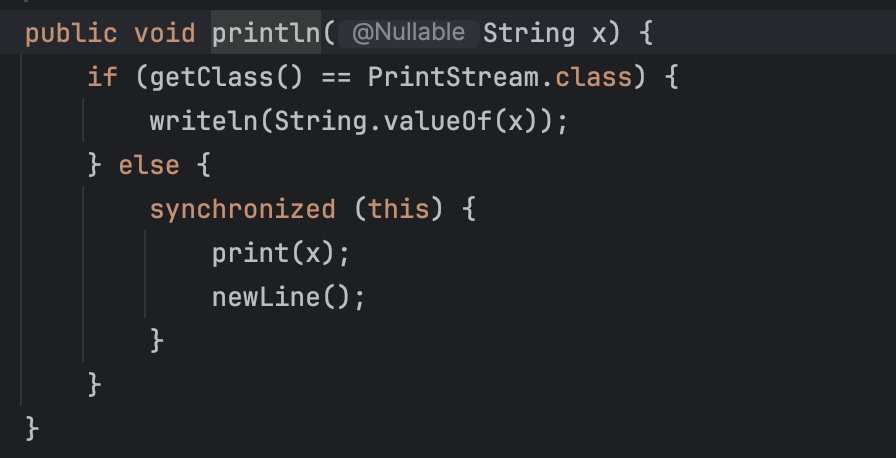 public void println( @Nullable String x) {
if (getClass() == PrintStream.class) {
writeln(String.valueOf(x));
} else {
synchronized (this) {
print(x);
newLine();
}
}
}